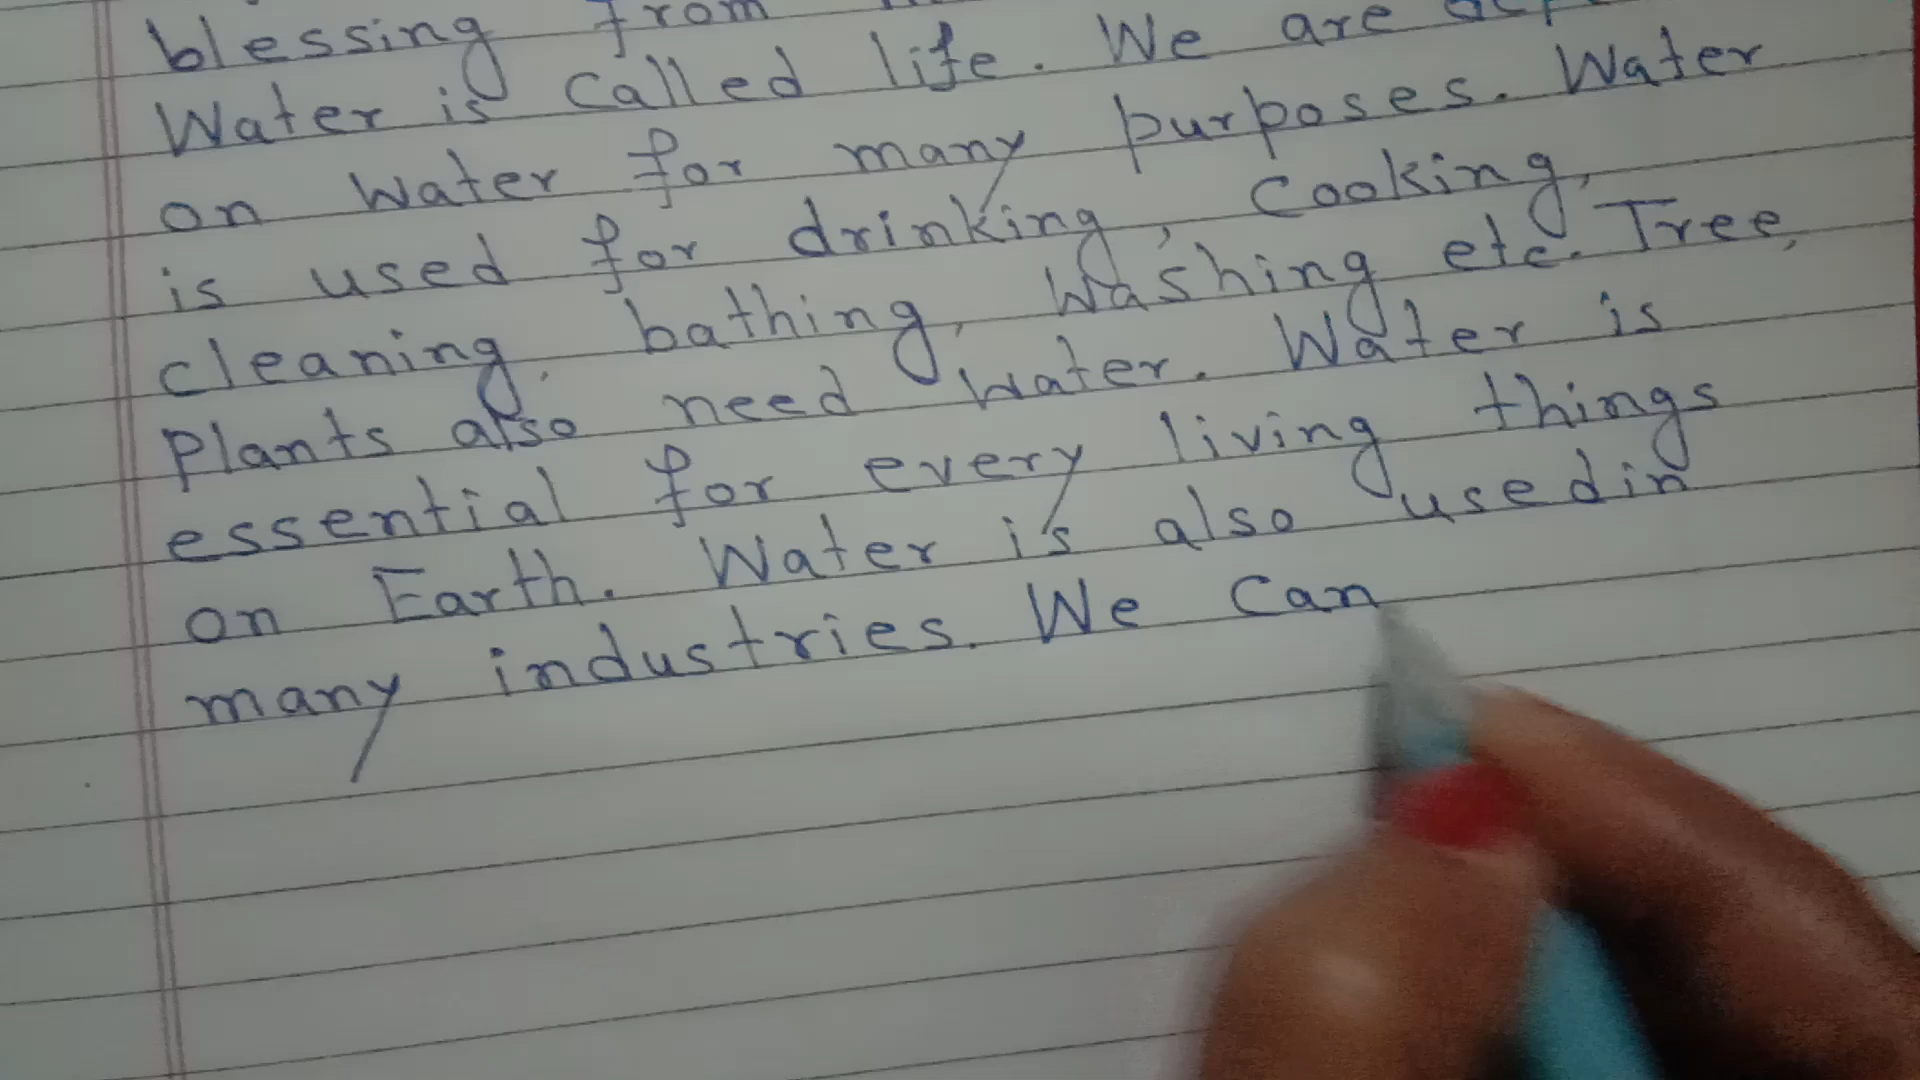 blessing from
Water is called life. We are
on water for many purposes. Water
is used for drinking, cooking,
cleaning, bathing, washing etc. Tree,
Plants also need water. Water is
essential for every living things
on Earth. Water is also used in
many industries. We can